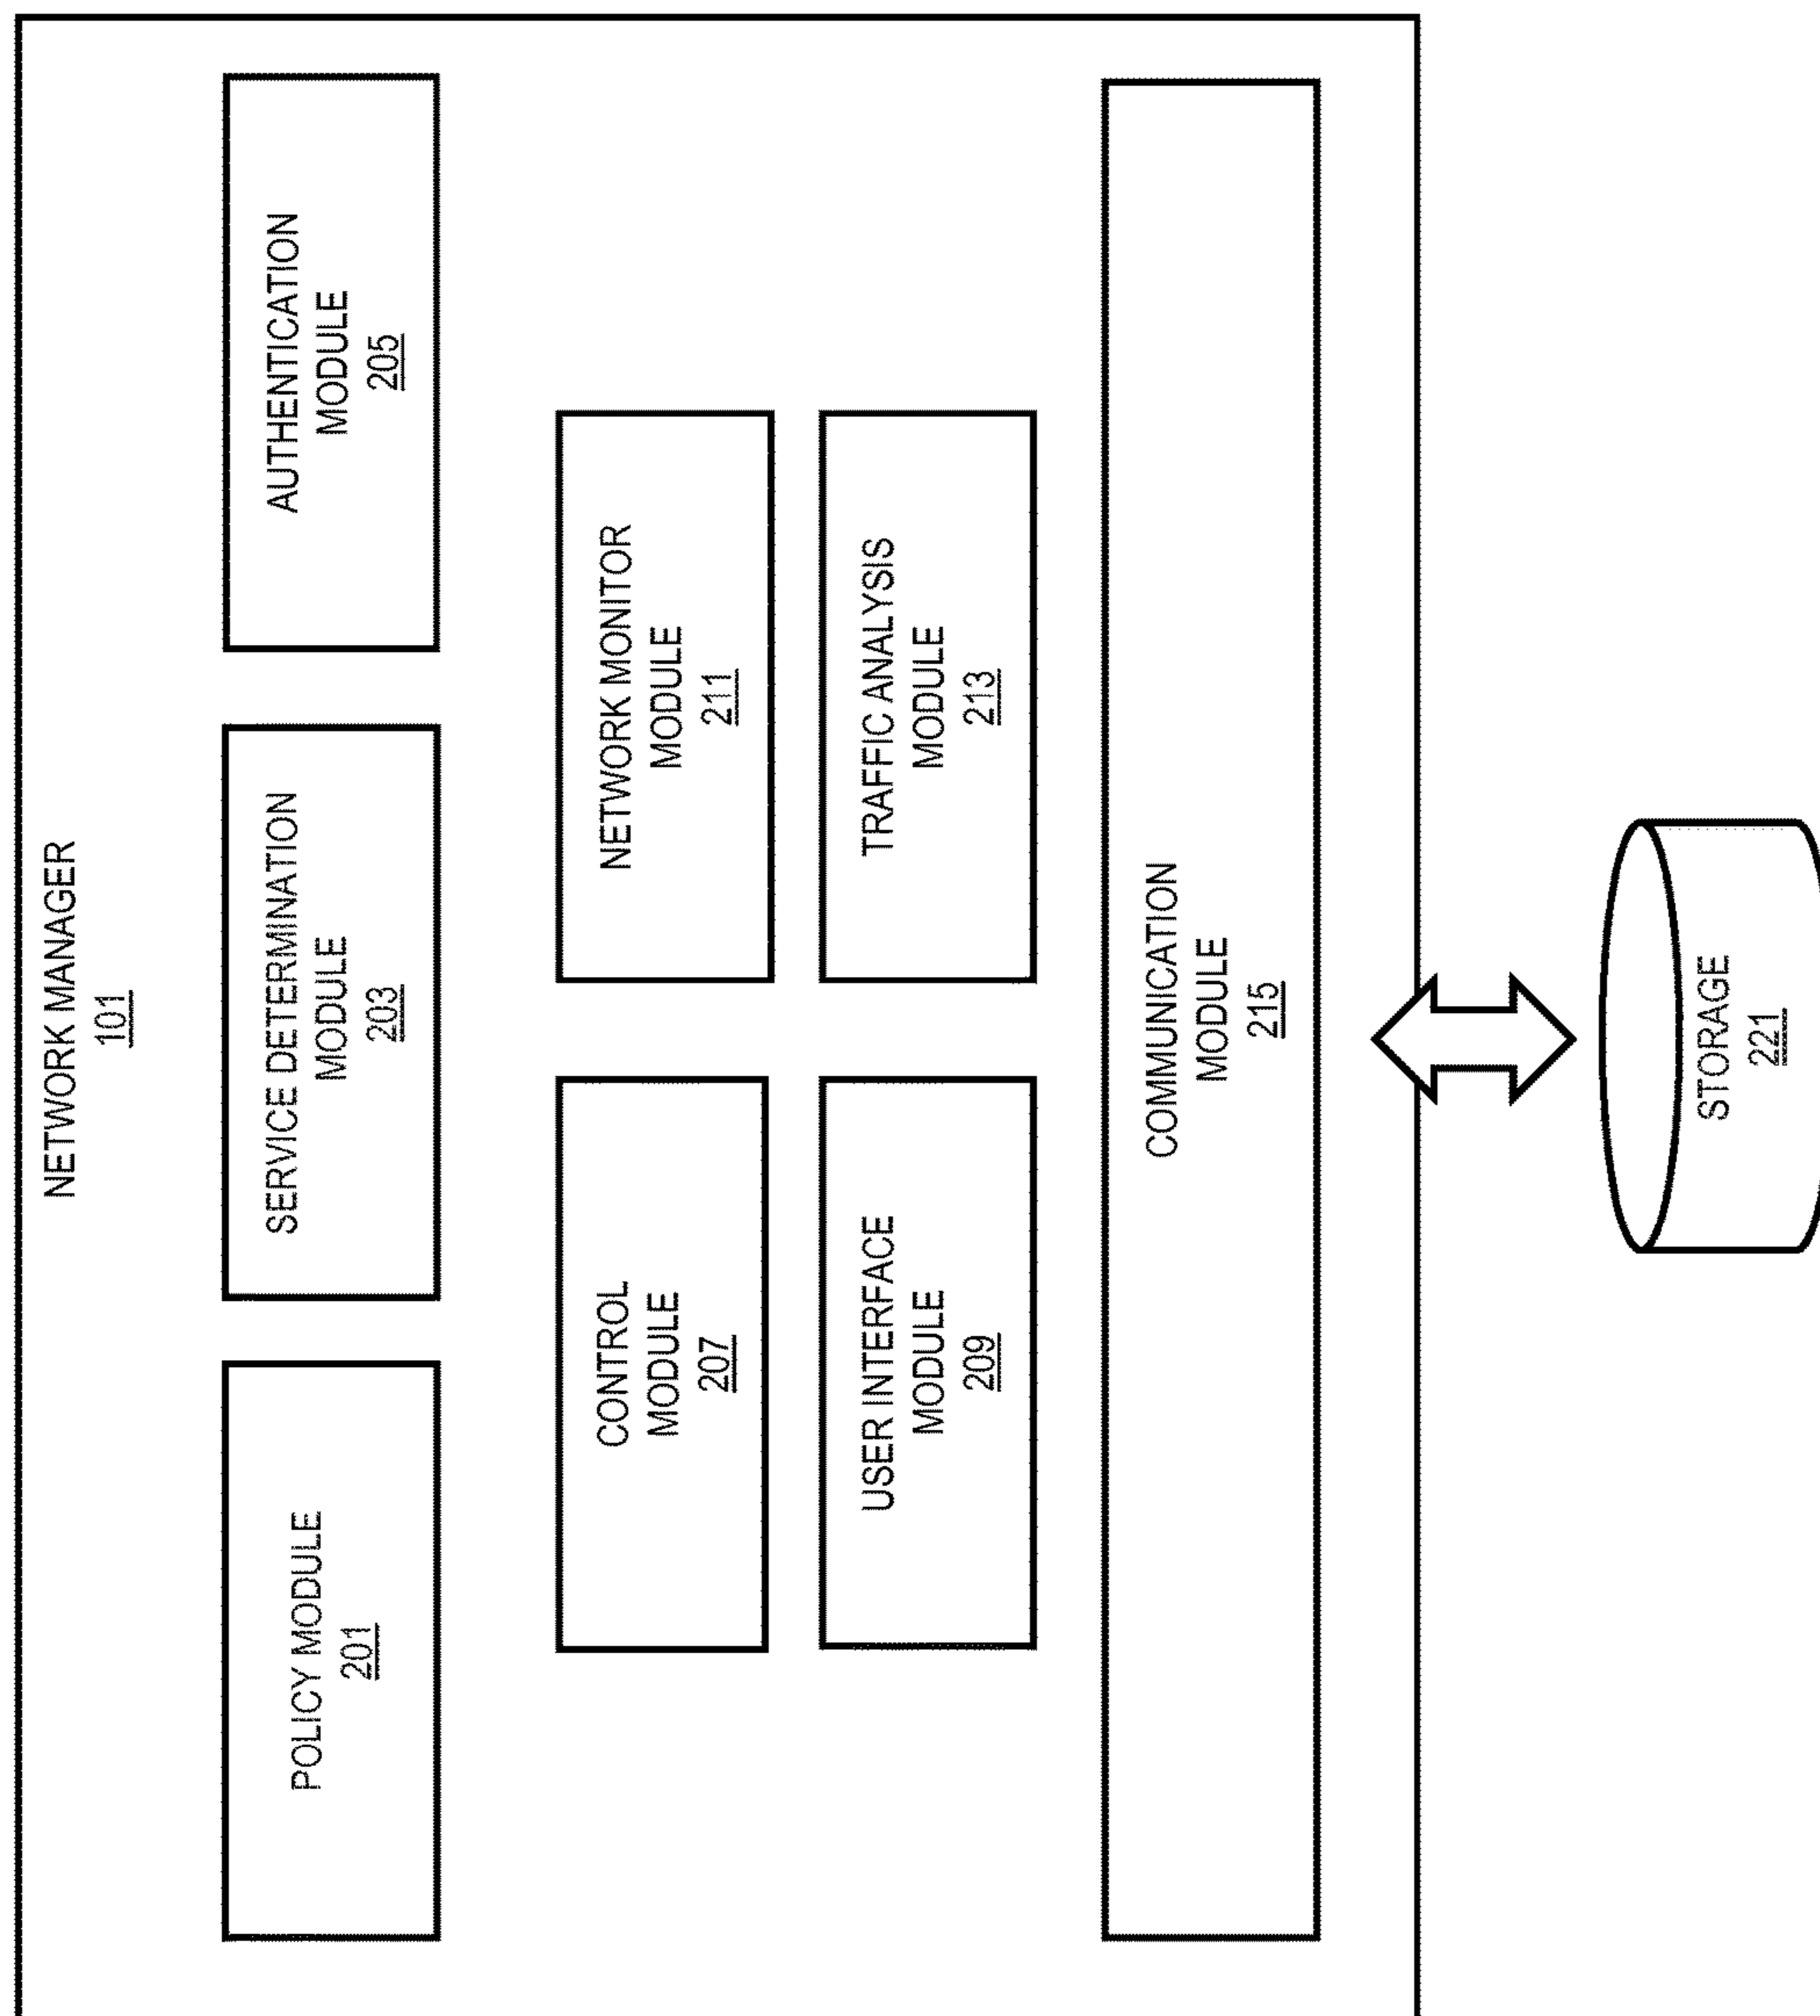 NETWORK MANAGER
101
POLICY MODULE
201
SERVICE DETERMINATION
MODULE
203
AUTHENTICATION
MODULE
205
CONTROL
MODULE
207
NETWORK MONITOR
MODULE
211
USER INTERFACE
MODULE
209
TRAFFIC ANALYSIS
MODULE
213
COMMUNICATION
MODULE
215
STORAGE
221